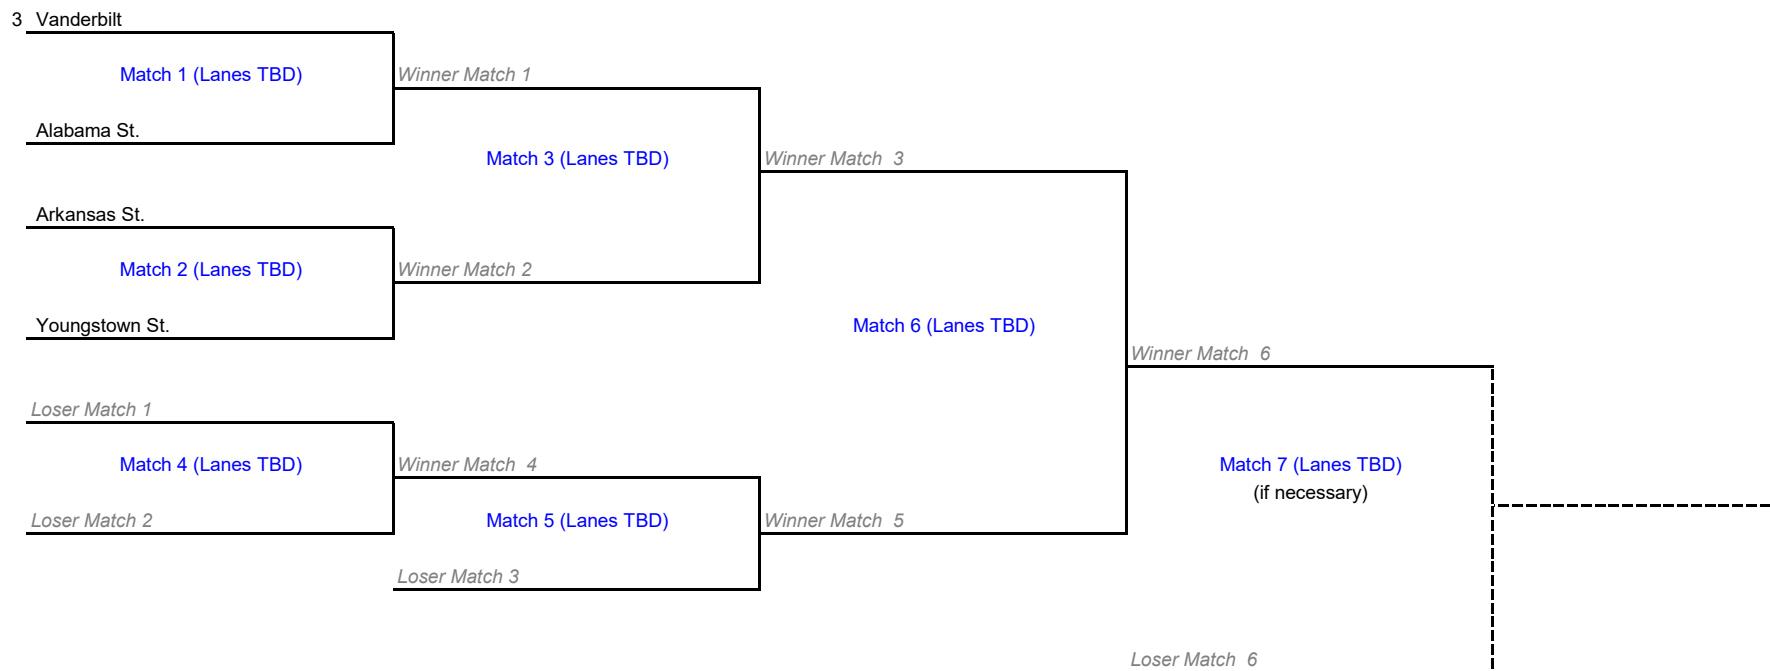 3 Vanderbilt
Match 1 (Lanes TBD)
Winner Match 1
Alabama St.
Match 3 (Lanes TBD)
Winner Match 3
Arkansas St.
Match 2 (Lanes TBD)
Winner Match 2
Youngstown St.
Match 6 (Lanes TBD)
Winner Match 6
Loser Match 1
Match 4 (Lanes TBD)
Winner Match 4
Match 7 (Lanes TBD)
(if necessary)
Loser Match 2
Match 5 (Lanes TBD)
Winner Match 5
Loser Match 3
Loser Match 6